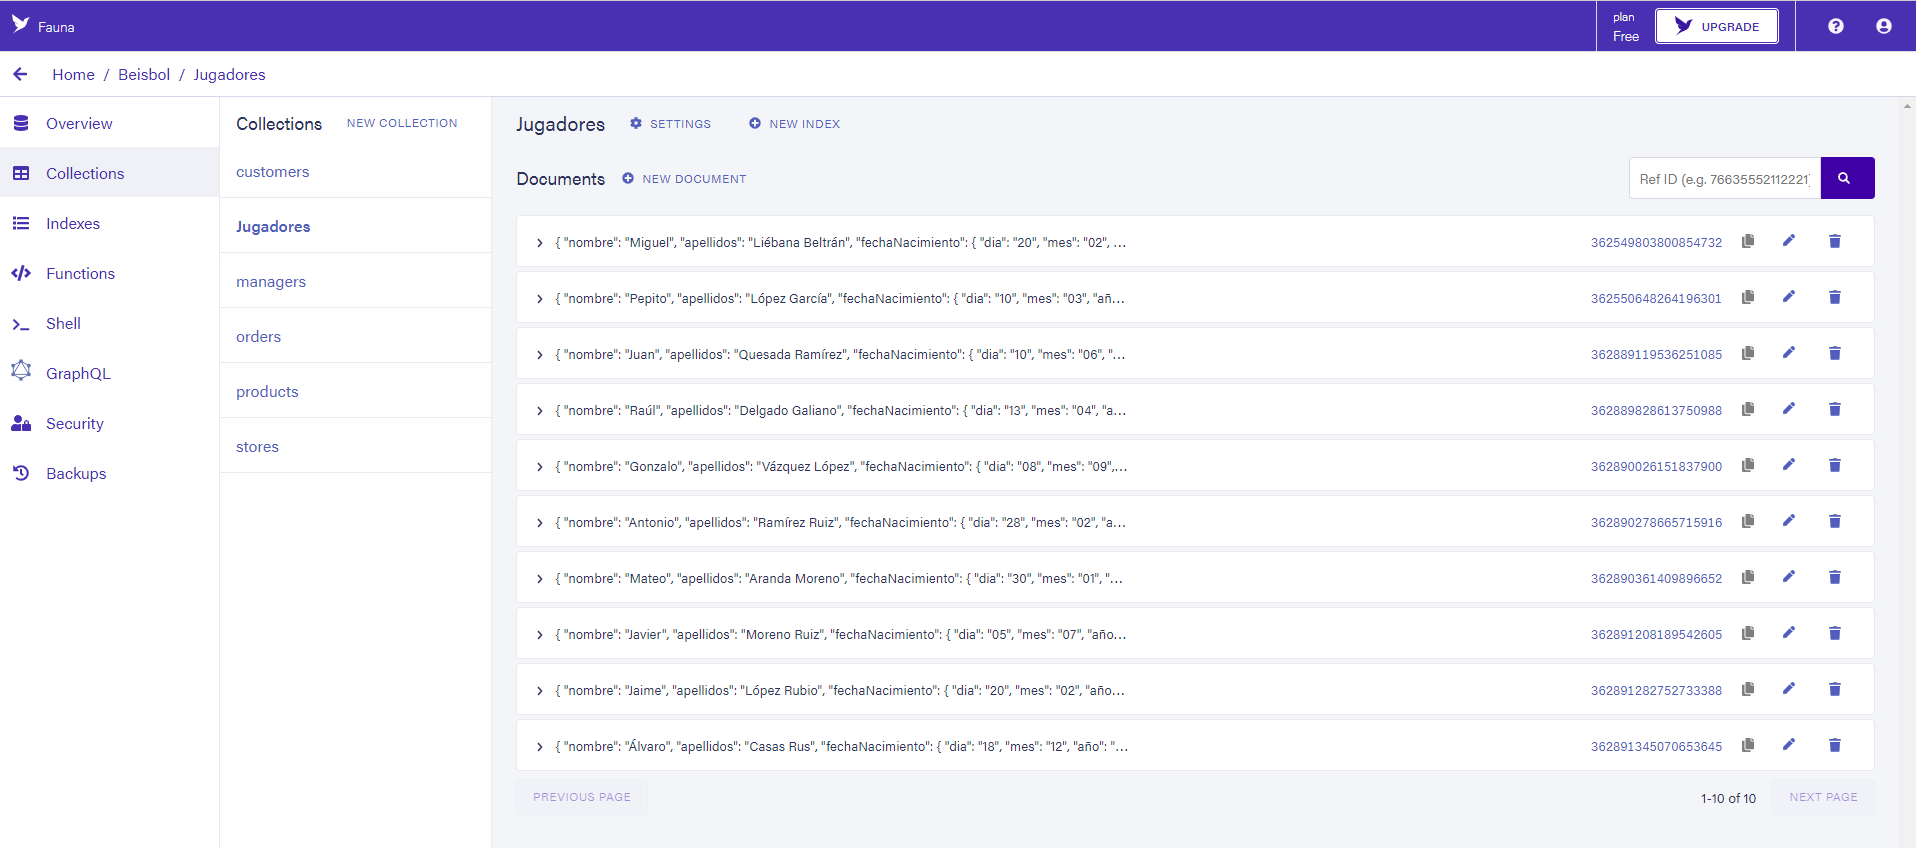 Fauna
plan
Free
UPGRADE
Home / Beisbol / Jugadores
Overview
Collections
Indexes
Functions
Shell
GraphQL
Security
Backups
Collections NEW COLLECTION
customers
Jugadores
managers
orders
products
stores
Jugadores SETTINGS NEW INDEX
Documents NEW DOCUMENT
Ref ID (e.g. 76635552112221)
{ "nombre": "Miguel", "apellidos": "Liébana Beltrán", "fechaNacimiento": { "dia": "20", "mes": "02", ... 362549803800854732
{ "nombre": "Pepito", "apellidos": "López García", "fechaNacimiento": { "dia": "10", "mes": "03", "añ... 362550648264196301
{ "nombre": "Juan", "apellidos": "Quesada Ramírez", "fechaNacimiento": { "dia": "10", "mes": "06", "... 362889119536251085
{ "nombre": "Raúl", "apellidos": "Delgado Galiano", "fechaNacimiento": { "dia": "13", "mes": "04", "a... 362889828613750988
{ "nombre": "Gonzalo", "apellidos": "Vázquez López", "fechaNacimiento": { "dia": "08", "mes": "09",... 362890026151837900
{ "nombre": "Antonio", "apellidos": "Ramírez Ruiz", "fechaNacimiento": { "dia": "28", "mes": "02", "a... 362890278665715916
{ "nombre": "Mateo", "apellidos": "Aranda Moreno", "fechaNacimiento": { "dia": "30", "mes": "01", "... 362890361409896652
{ "nombre": "Javier", "apellidos": "Moreno Ruiz", "fechaNacimiento": { "dia": "05", "mes": "07", "año... 362891208189542605
{ "nombre": "Jaime", "apellidos": "López Rubio", "fechaNacimiento": { "dia": "20", "mes": "02", "año... 362891282752733388
{ "nombre": "Álvaro", "apellidos": "Casas Rus", "fechaNacimiento": { "dia": "18", "mes": "12", "año": "... 362891345070653645
PREVIOUS PAGE
1-10 of 10
NEXT PAGE